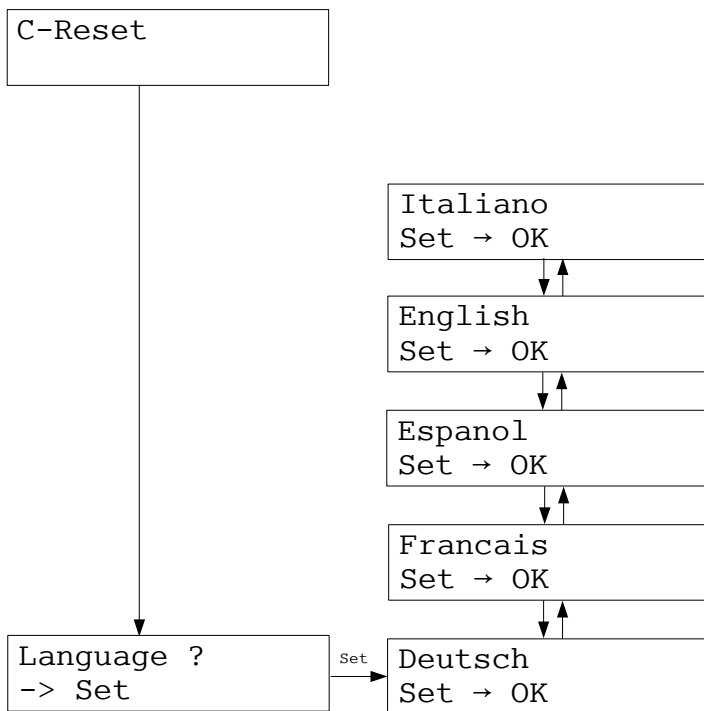 C-Reset
Italiano
Set → OK
English
Set → OK
Espanol
Set → OK
Francais
Set → OK
Language ?
-> Set
Set
Deutsch
Set → OK